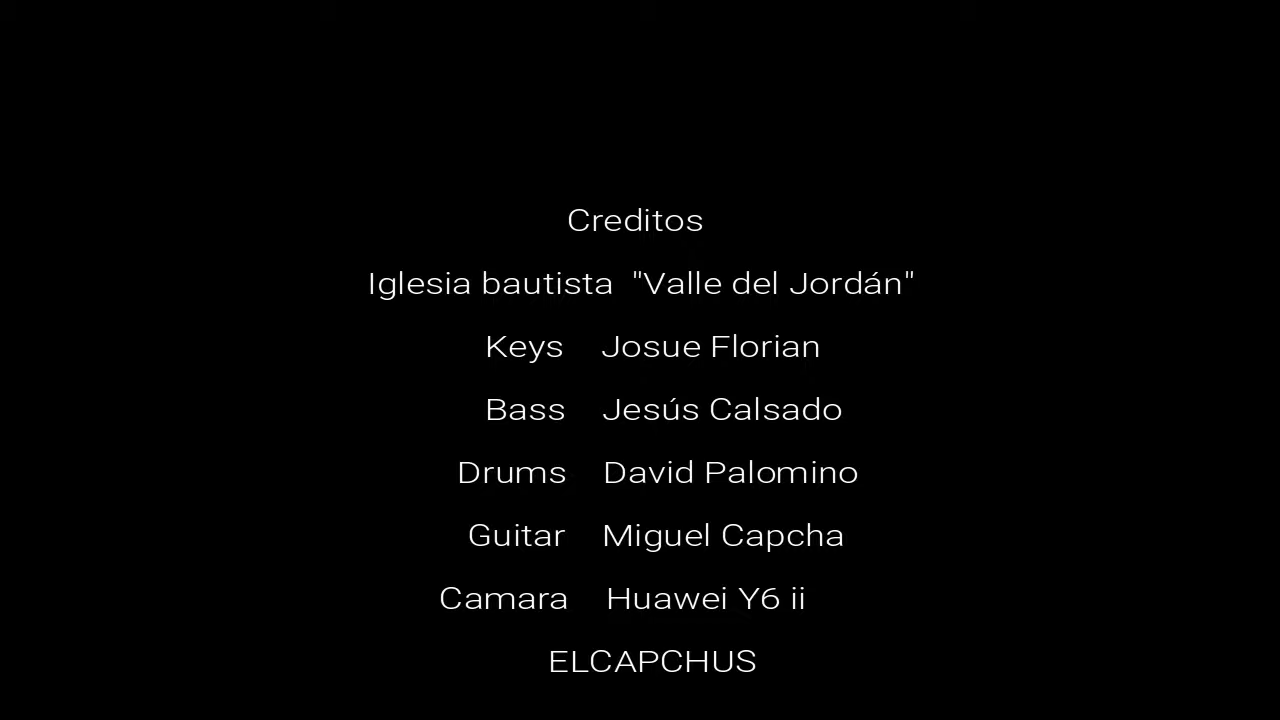 Creditos
Iglesia bautista "Valle del Jordán"
Keys Josue Florian
Bass Jesús Calsado
Drums David Palomino
Guitar Miguel Capcha
Camara Huawei Y6 ii
ELCAPCHUS